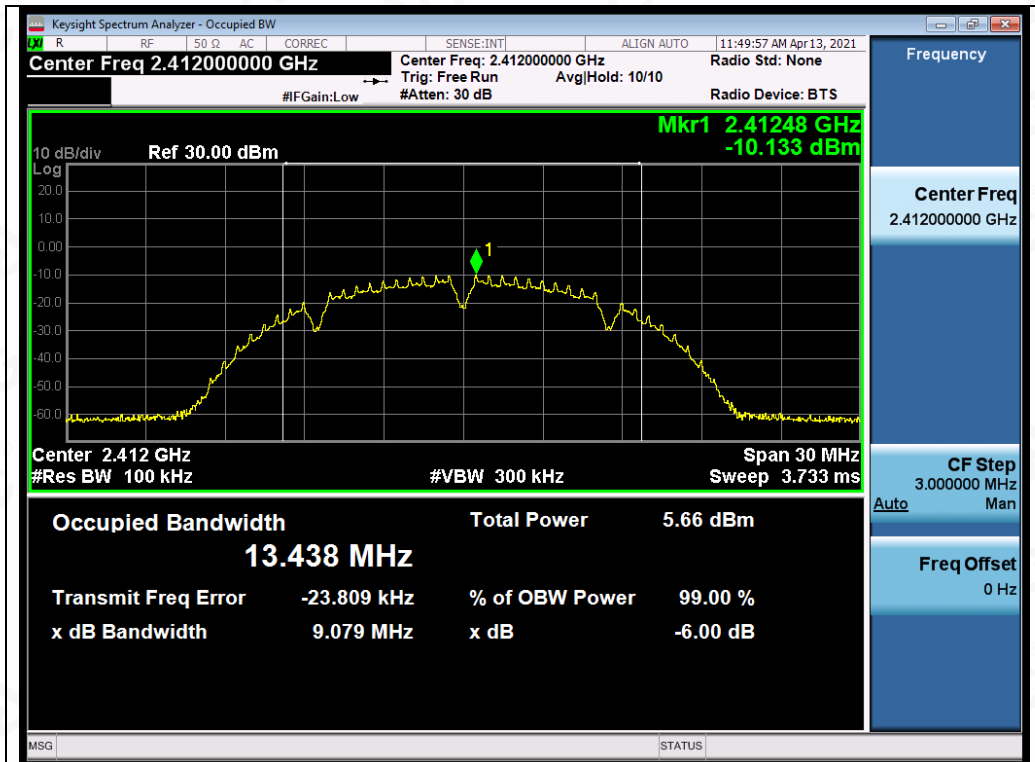 Keysight Spectrum Analyzer - Occupied BW
LXI R RF 50 Ω AC CORREC SENSE:INT ALIGN AUTO 11:49:57 AM Apr 13, 2021
Center Freq 2.412000000 GHz
Center Freq: 2.412000000 GHz
Radio Std: None
Trig: Free Run Avg|Hold: 10/10
#IFGain:Low
#Atten: 30 dB
Radio Device: BTS
Mkr1 2.41248 GHz
-10.133 dBm
10 dB/div Ref 30.00 dBm
Log
20.0
10.0
0.00
-10.0
-20.0
-30.0
-40.0
-50.0
-60.0
1
Center 2.412 GHz Span 30 MHz
#Res BW 100 kHz #VBW 300 kHz Sweep 3.733 ms
Occupied Bandwidth Total Power 5.66 dBm
13.438 MHz
Transmit Freq Error -23.809 kHz % of OBW Power 99.00 %
x dB Bandwidth 9.079 MHz x dB -6.00 dB
MSG STATUS
Frequency
Center Freq
2.412000000 GHz
CF Step
3.000000 MHz
Auto Man
Freq Offset
0 Hz